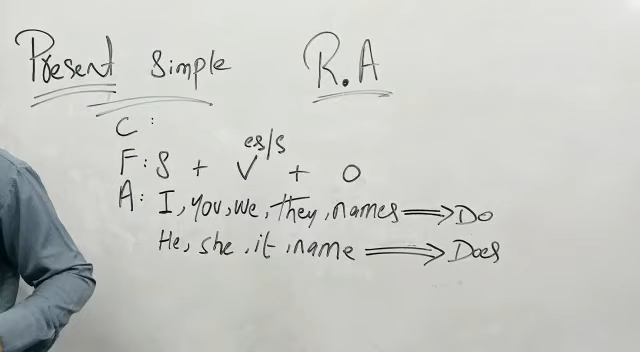 Present Simple R.A
C:
F: S + V es/s + O
A: I, you, we, they, names ⇒ Do
He, she, it, name ⇒ Does